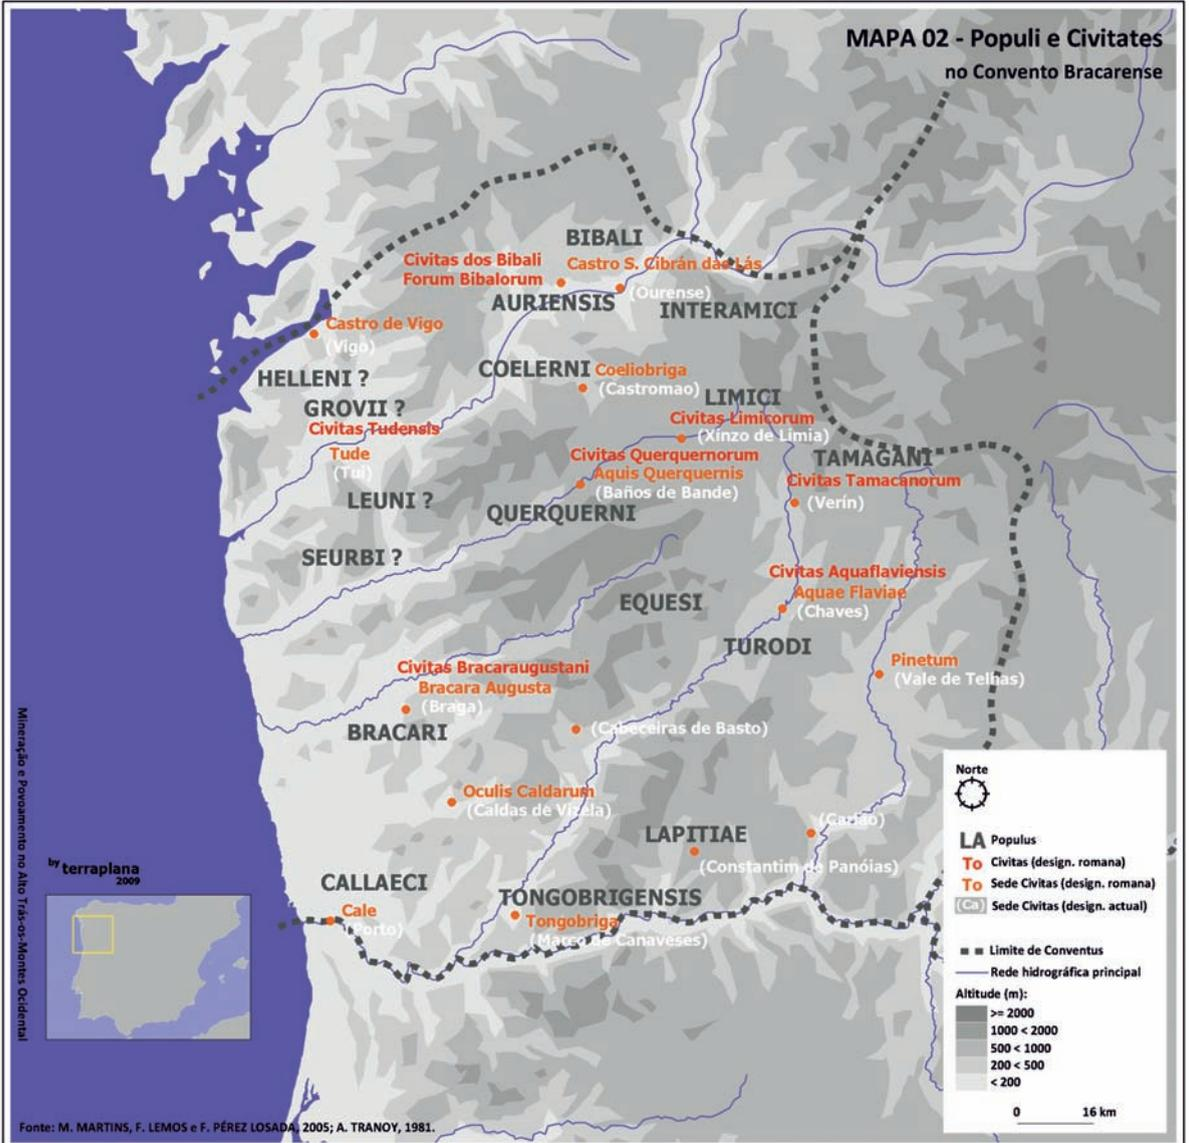 MAPA 02 - Populi e Civitates
no Convento Bracarense
BIBALI
Civitas dos Bibali
Forum Bibalorum
Castro S. Cibrán das Lás
(Ourense)
AURIENSIS
INTERAMICI
Castro de Vigo
(Vigo)
HELLENI ?
COELERNI
Coeliobriga
(Castromao)
GROVII ?
Civitas Tudensis
Tude
(Tui)
LIMICI
Civitas Limicorum
(Xinzo de Limia)
Civitas Querquernorum
Aquis Querquernis
(Baños de Bande)
QUERQUERNI
TAMAGANI
Civitas Tamacanorum
(Verín)
LEUNI ?
SEURBI ?
Civitas Aquaflaviensis
Aquae Flaviae
(Chaves)
EQUESI
TURODI
Pinetum
(Vale de Telhas)
Civitas Bracaraugustani
Bracara Augusta
(Braga)
BRACARI
(Cabeceiras de Basto)
Oculis Caldarum
(Caldas de Vizela)
LAPITIAE
(Constantim de Panóias)
(Carlão)
CALLAECI
Cale
(Porto)
TONGOBRIGENSIS
Tongobriga
(Marco de Canaveses)
Mineração e Povoamento no Alto Trás-os-Montes Ocidental
by terraplana
2009
Norte
LA Populus
To Civitas (design. romana)
To Sede Civitas (design. romana)
(Ca) Sede Civitas (design. actual)
Limite de Conventus
Rede hidrográfica principal
Altitude (m):
>= 2000
1000 < 2000
500 < 1000
200 < 500
< 200
0 16 km
Fonte: M. MARTINS, F. LEMOS e F. PÉREZ LOSADA, 2005; A. TRANOY, 1981.